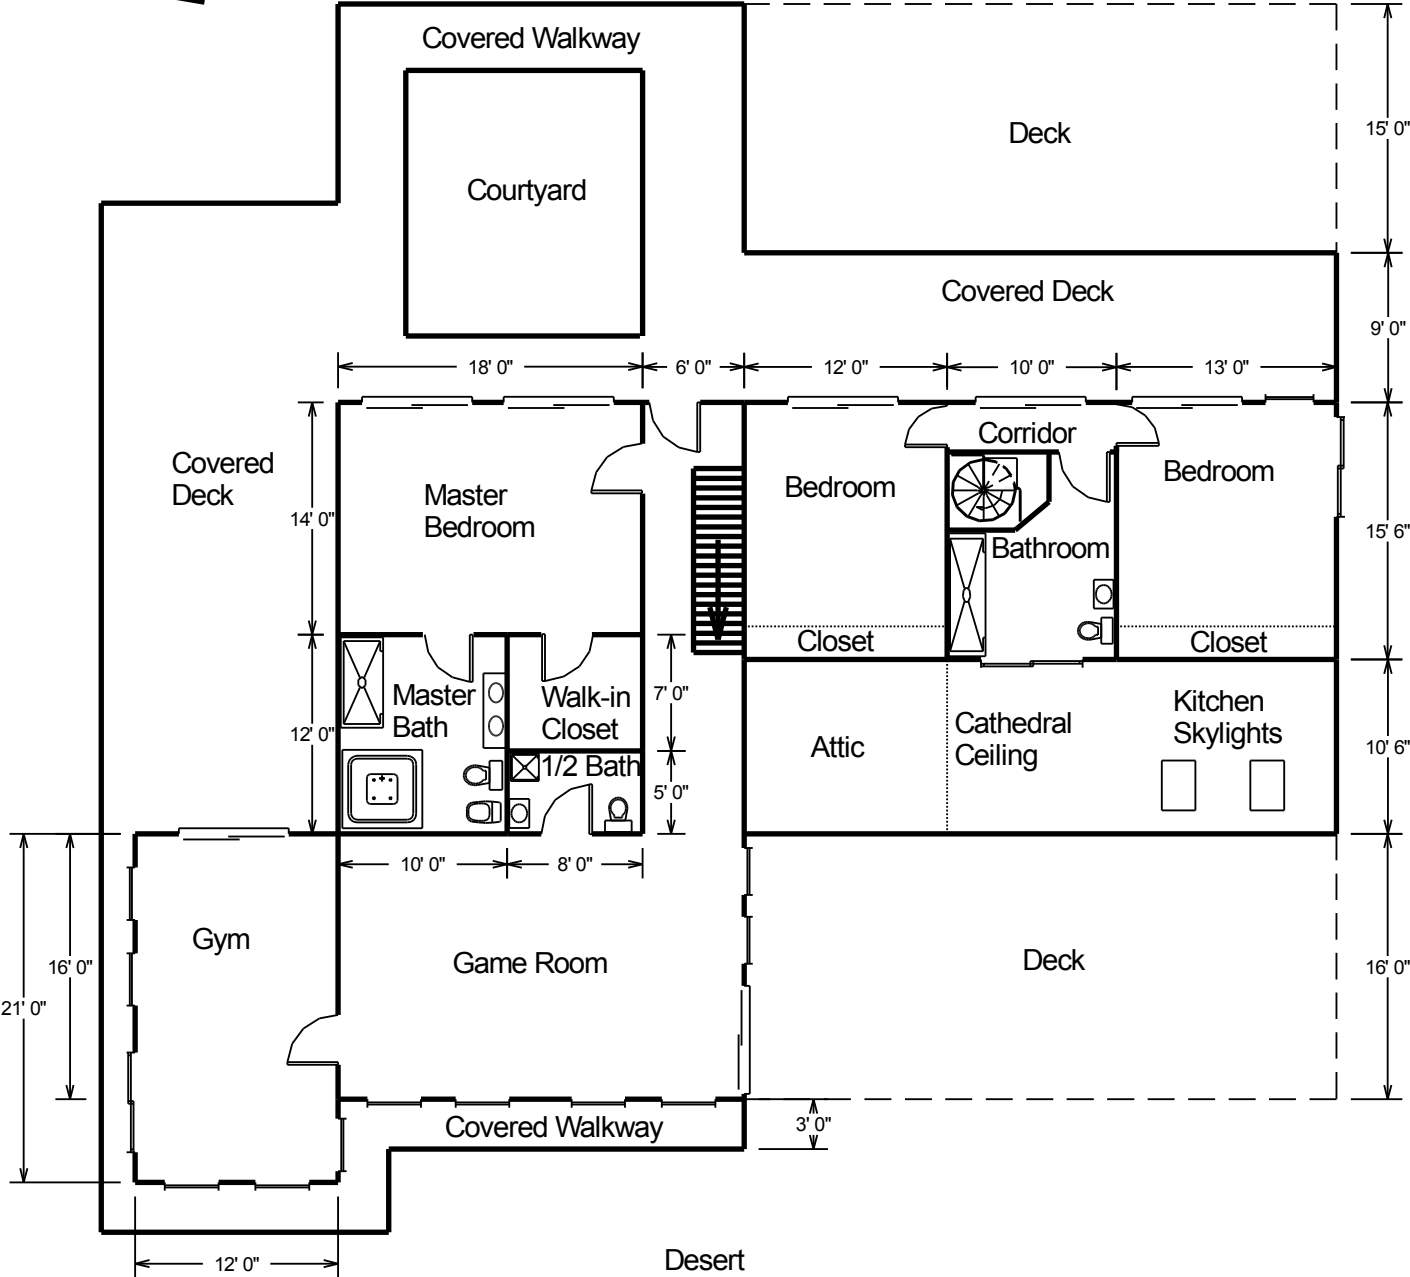 Covered Walkway
Deck
15' 0"
Courtyard
Covered Deck
9' 0"
18' 0"
6' 0"
12' 0"
10' 0"
13' 0"
Corridor
Covered
Deck
Bedroom
Bedroom
Master
Bedroom
14' 0"
15' 6"
Bathroom
Closet
Closet
Master
Bath
Walk-in
Closet
7' 0"
12' 0"
Attic
Cathedral
Ceiling
Kitchen
Skylights
10' 6"
1/2 Bath
5' 0"
10' 0"
8' 0"
Gym
Game Room
Deck
16' 0"
16' 0"
21' 0"
Covered Walkway
3' 0"
12' 0"
Desert